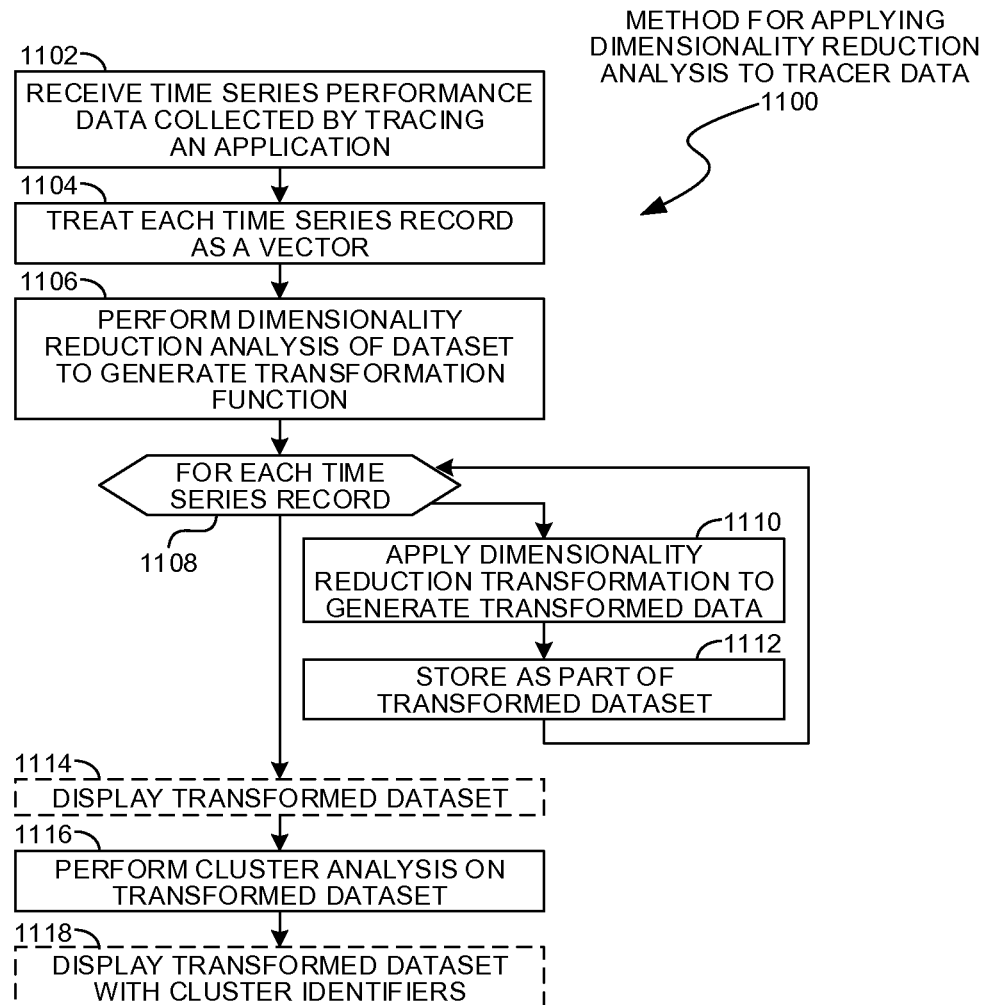 METHOD FOR APPLYING
DIMENSIONALITY REDUCTION
ANALYSIS TO TRACER DATA
1100
1102
RECEIVE TIME SERIES PERFORMANCE
DATA COLLECTED BY TRACING
AN APPLICATION
1104
TREAT EACH TIME SERIES RECORD
AS A VECTOR
1106
PERFORM DIMENSIONALITY
REDUCTION ANALYSIS OF DATASET
TO GENERATE TRANSFORMATION
FUNCTION
FOR EACH TIME
SERIES RECORD
1108
1110
APPLY DIMENSIONALITY
REDUCTION TRANSFORMATION TO
GENERATE TRANSFORMED DATA
1112
STORE AS PART OF
TRANSFORMED DATASET
1114
DISPLAY TRANSFORMED DATASET
1116
PERFORM CLUSTER ANALYSIS ON
TRANSFORMED DATASET
1118
DISPLAY TRANSFORMED DATASET
WITH CLUSTER IDENTIFIERS